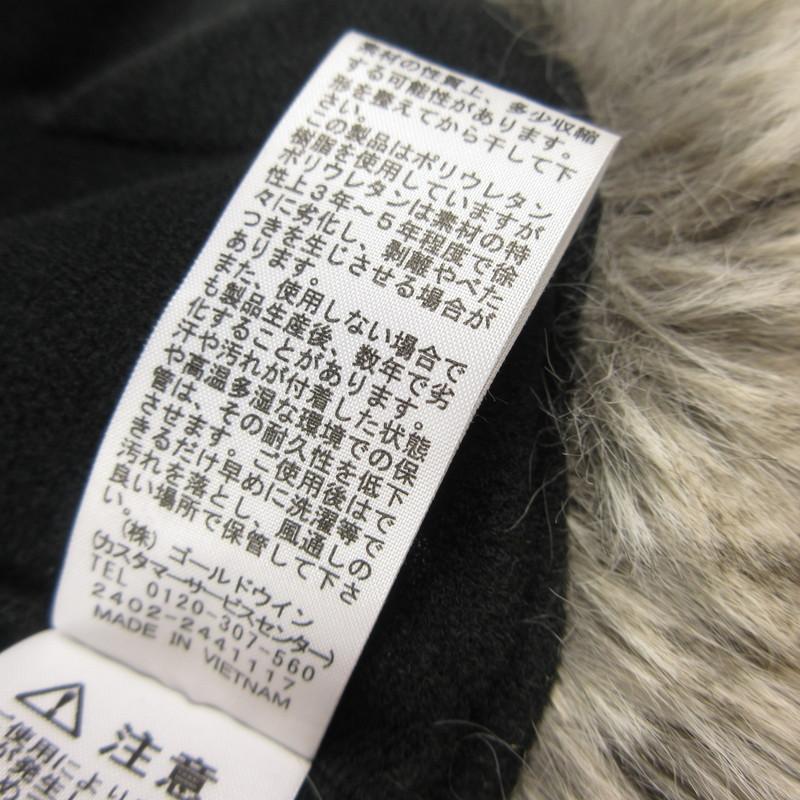 素材の性質上、多少収縮
する可能性があります。
形を整えてから干して下
さい。
この製品はポリウレタン
樹脂を使用していますが
ポリウレタンは素材の特
性上3年～5年程度で徐
々に劣化し、剥離やべた
つきを生じさせる場合が
あります。
また、使用しない場合で
も製品生産後、数年で劣
化することがあります。
汗や汚れが付着した状態
や高温多湿な環境での保
管は、その耐久性を低下
させます。ご使用後はで
きるだけ早めに洗濯等で
汚れを落とし、風通しの
良い場所で保管して下さ
い。
(株) ゴールドウイン
(カスタマーサービスセンター)
TEL 0120-307-560
2402-2441117
MADE IN VIETNAM
注意
使用により
が発生し